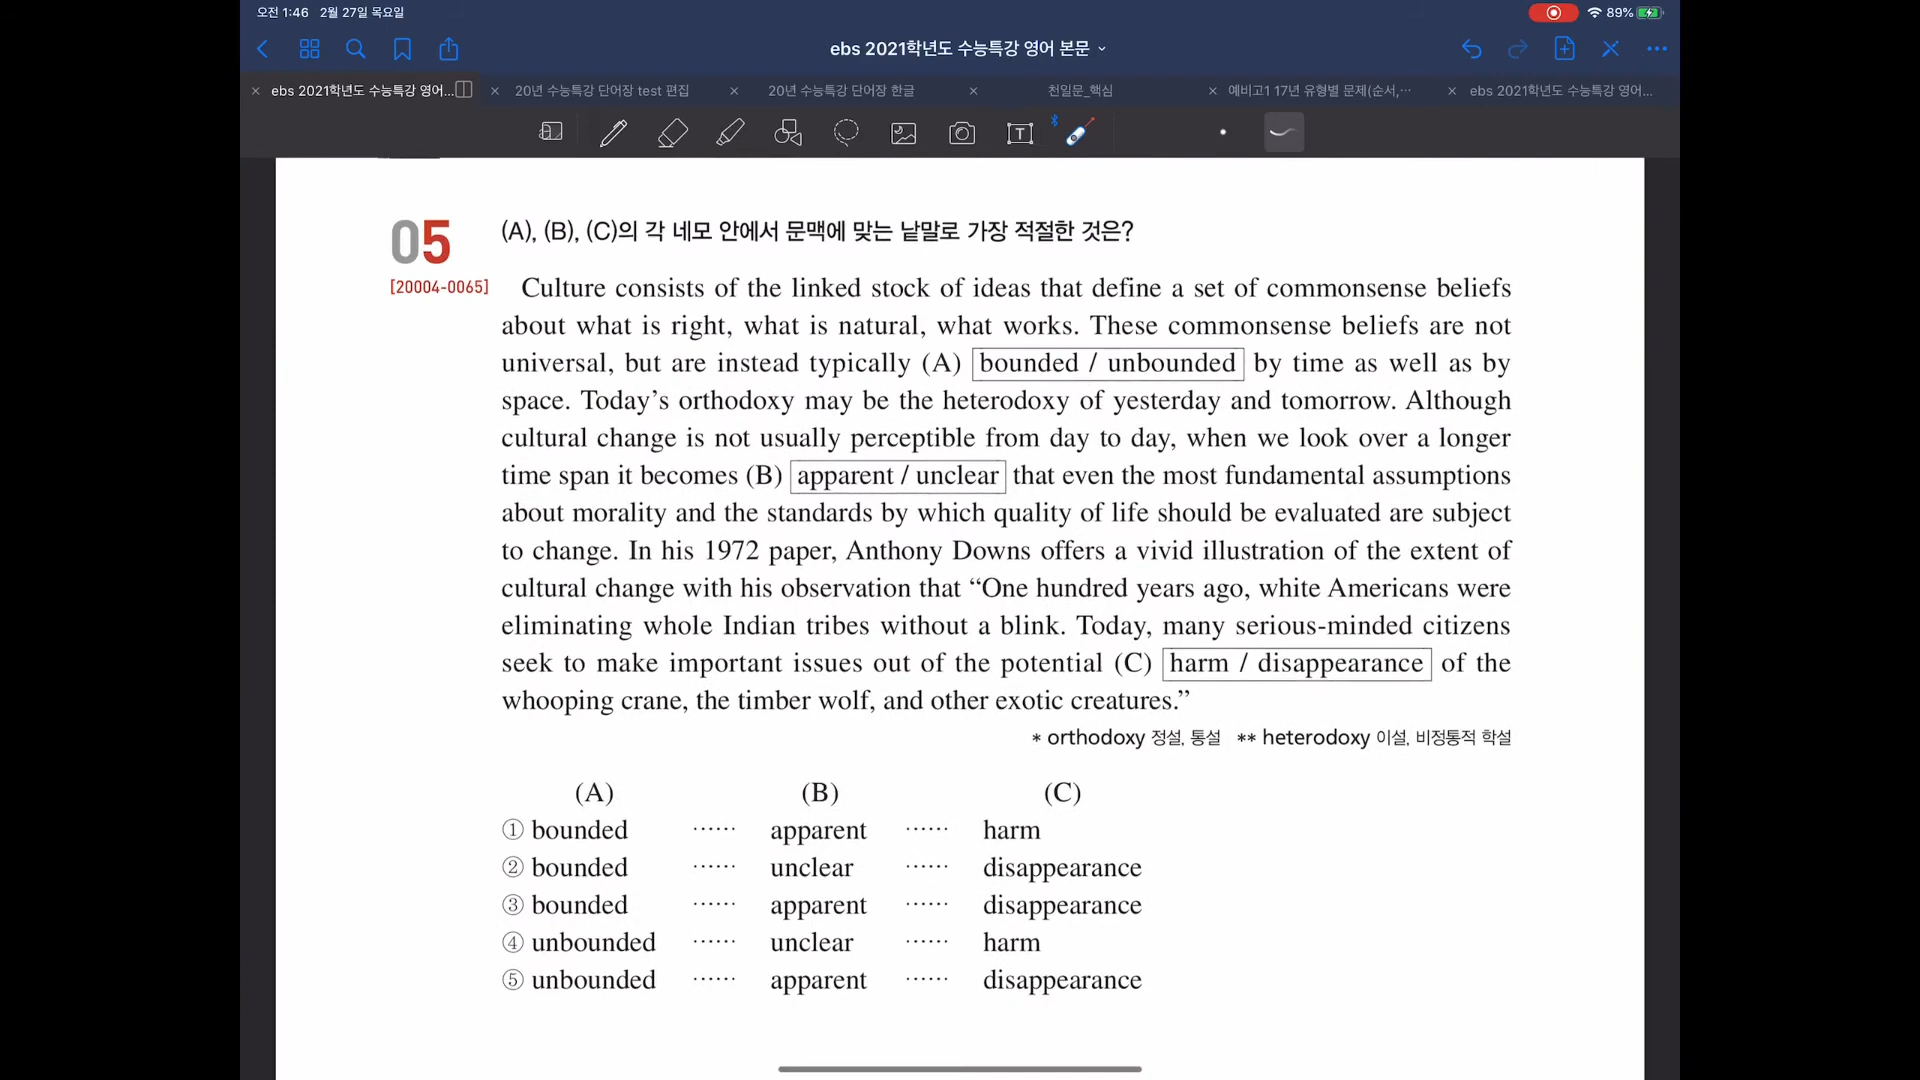 오전 1:46 2월 27일 목요일
89%
ebs 2021학년도 수능특강 영어 본문
ebs 2021학년도 수능특강 영어...
20년 수능특강 단어장 test 편집
20년 수능특강 단어장 한글
천일문_핵심
예비고1 17년 유형별 문제(순서,...
ebs 2021학년도 수능특강 영어...
T
05
(A), (B), (C)의 각 네모 안에서 문맥에 맞는 낱말로 가장 적절한 것은?
[20004-0065]
Culture consists of the linked stock of ideas that define a set of commonsense beliefs
about what is right, what is natural, what works. These commonsense beliefs are not
universal, but are instead typically (A) bounded / unbounded by time as well as by
space. Today's orthodoxy may be the heterodoxy of yesterday and tomorrow. Although
cultural change is not usually perceptible from day to day, when we look over a longer
time span it becomes (B) apparent / unclear that even the most fundamental assumptions
about morality and the standards by which quality of life should be evaluated are subject
to change. In his 1972 paper, Anthony Downs offers a vivid illustration of the extent of
cultural change with his observation that “One hundred years ago, white Americans were
eliminating whole Indian tribes without a blink. Today, many serious-minded citizens
seek to make important issues out of the potential (C) harm / disappearance of the
whooping crane, the timber wolf, and other exotic creatures.”
* orthodoxy 정설, 통설 ** heterodoxy 이설, 비정통적 학설
(A) (B) (C)
① bounded ······ apparent ······ harm
② bounded ······ unclear ······ disappearance
③ bounded ······ apparent ······ disappearance
④ unbounded ······ unclear ······ harm
⑤ unbounded ······ apparent ······ disappearance